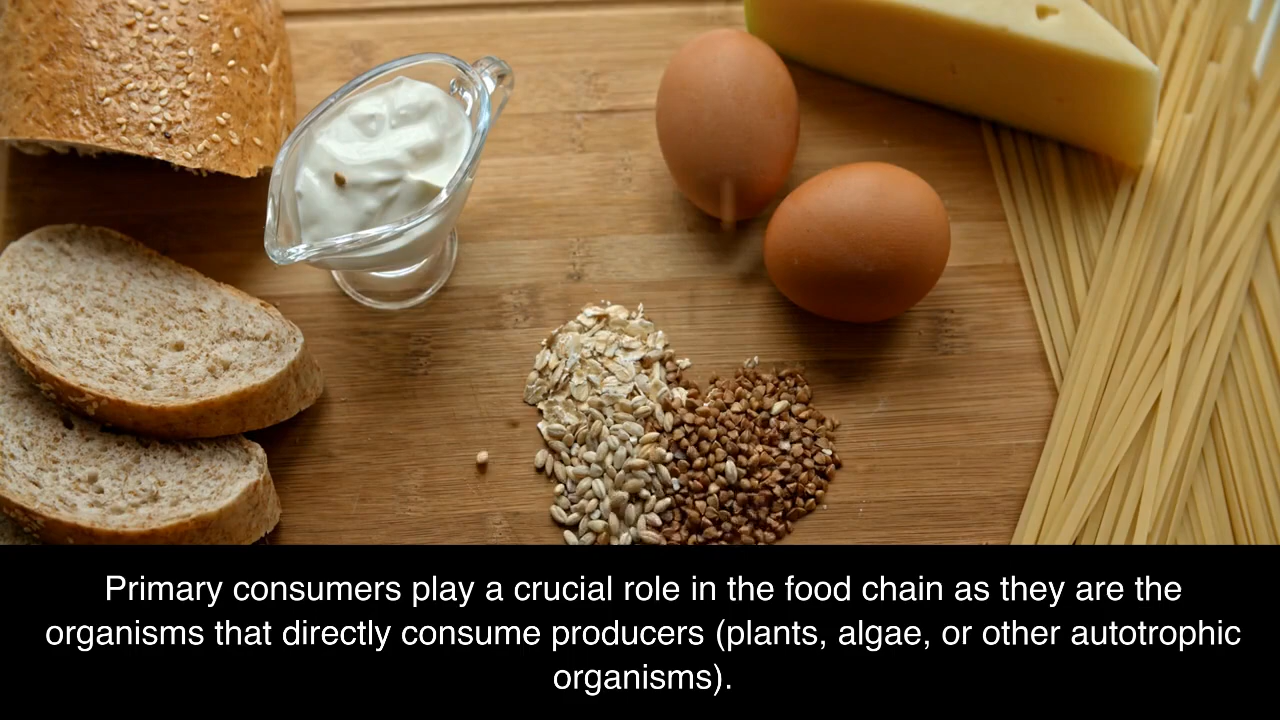 Primary consumers play a crucial role in the food chain as they are the
organisms that directly consume producers (plants, algae, or other autotrophic
organisms).